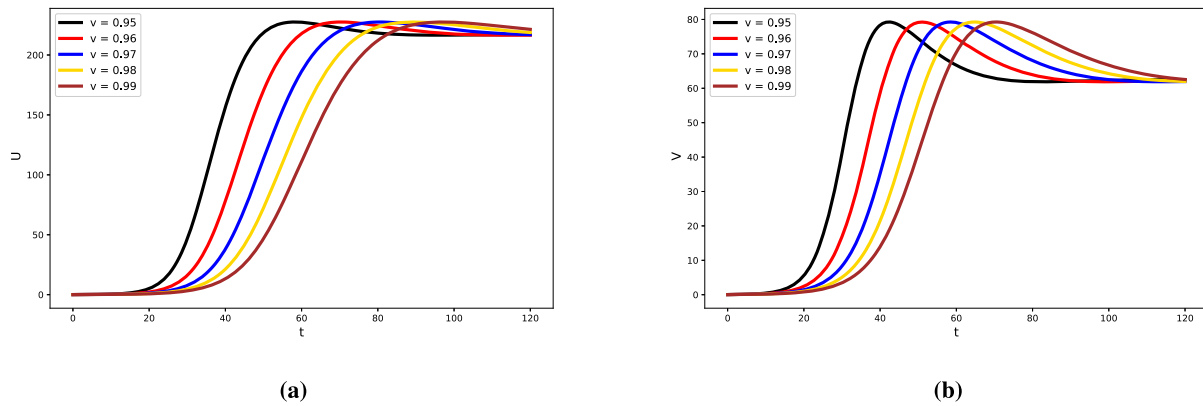 v = 0.95
v = 0.96
v = 0.97
v = 0.98
v = 0.99
200
150
100
50
0
U
0 20 40 60 80 100 120
t
(a)
v = 0.95
v = 0.96
v = 0.97
v = 0.98
v = 0.99
80
70
60
50
40
30
20
10
0
V
0 20 40 60 80 100 120
t
(b)